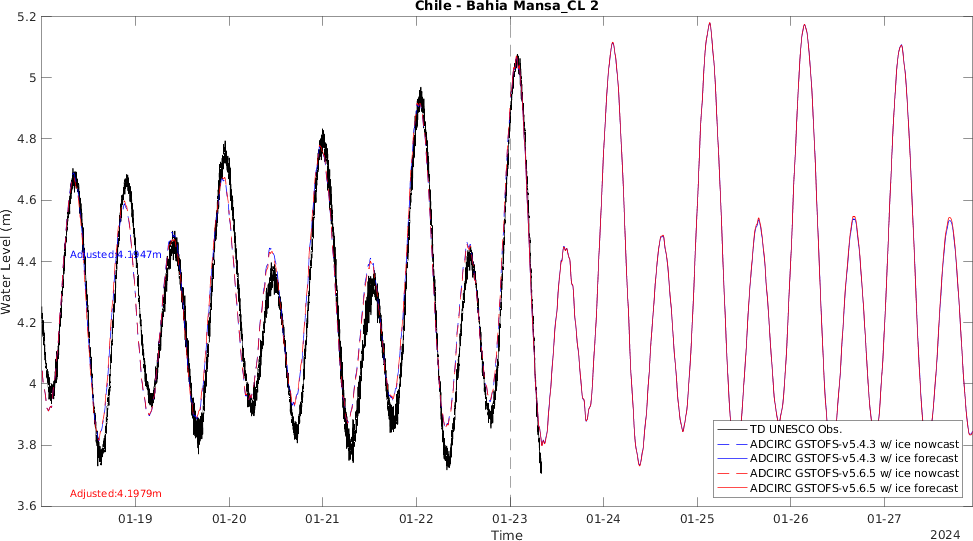 Chile - Bahia Mansa_CL 2
5.2
5
4.8
4.6
4.4
4.2
4
3.8
3.6
Water Level (m)
Adjusted:4.1947m
Adjusted:4.1979m
TD UNESCO Obs.
ADCIRC GSTOFS-v5.4.3 w/ ice nowcast
ADCIRC GSTOFS-v5.4.3 w/ ice forecast
ADCIRC GSTOFS-v5.6.5 w/ ice nowcast
ADCIRC GSTOFS-v5.6.5 w/ ice forecast
01-19 01-20 01-21 01-22 01-23 01-24 01-25 01-26 01-27
Time
2024